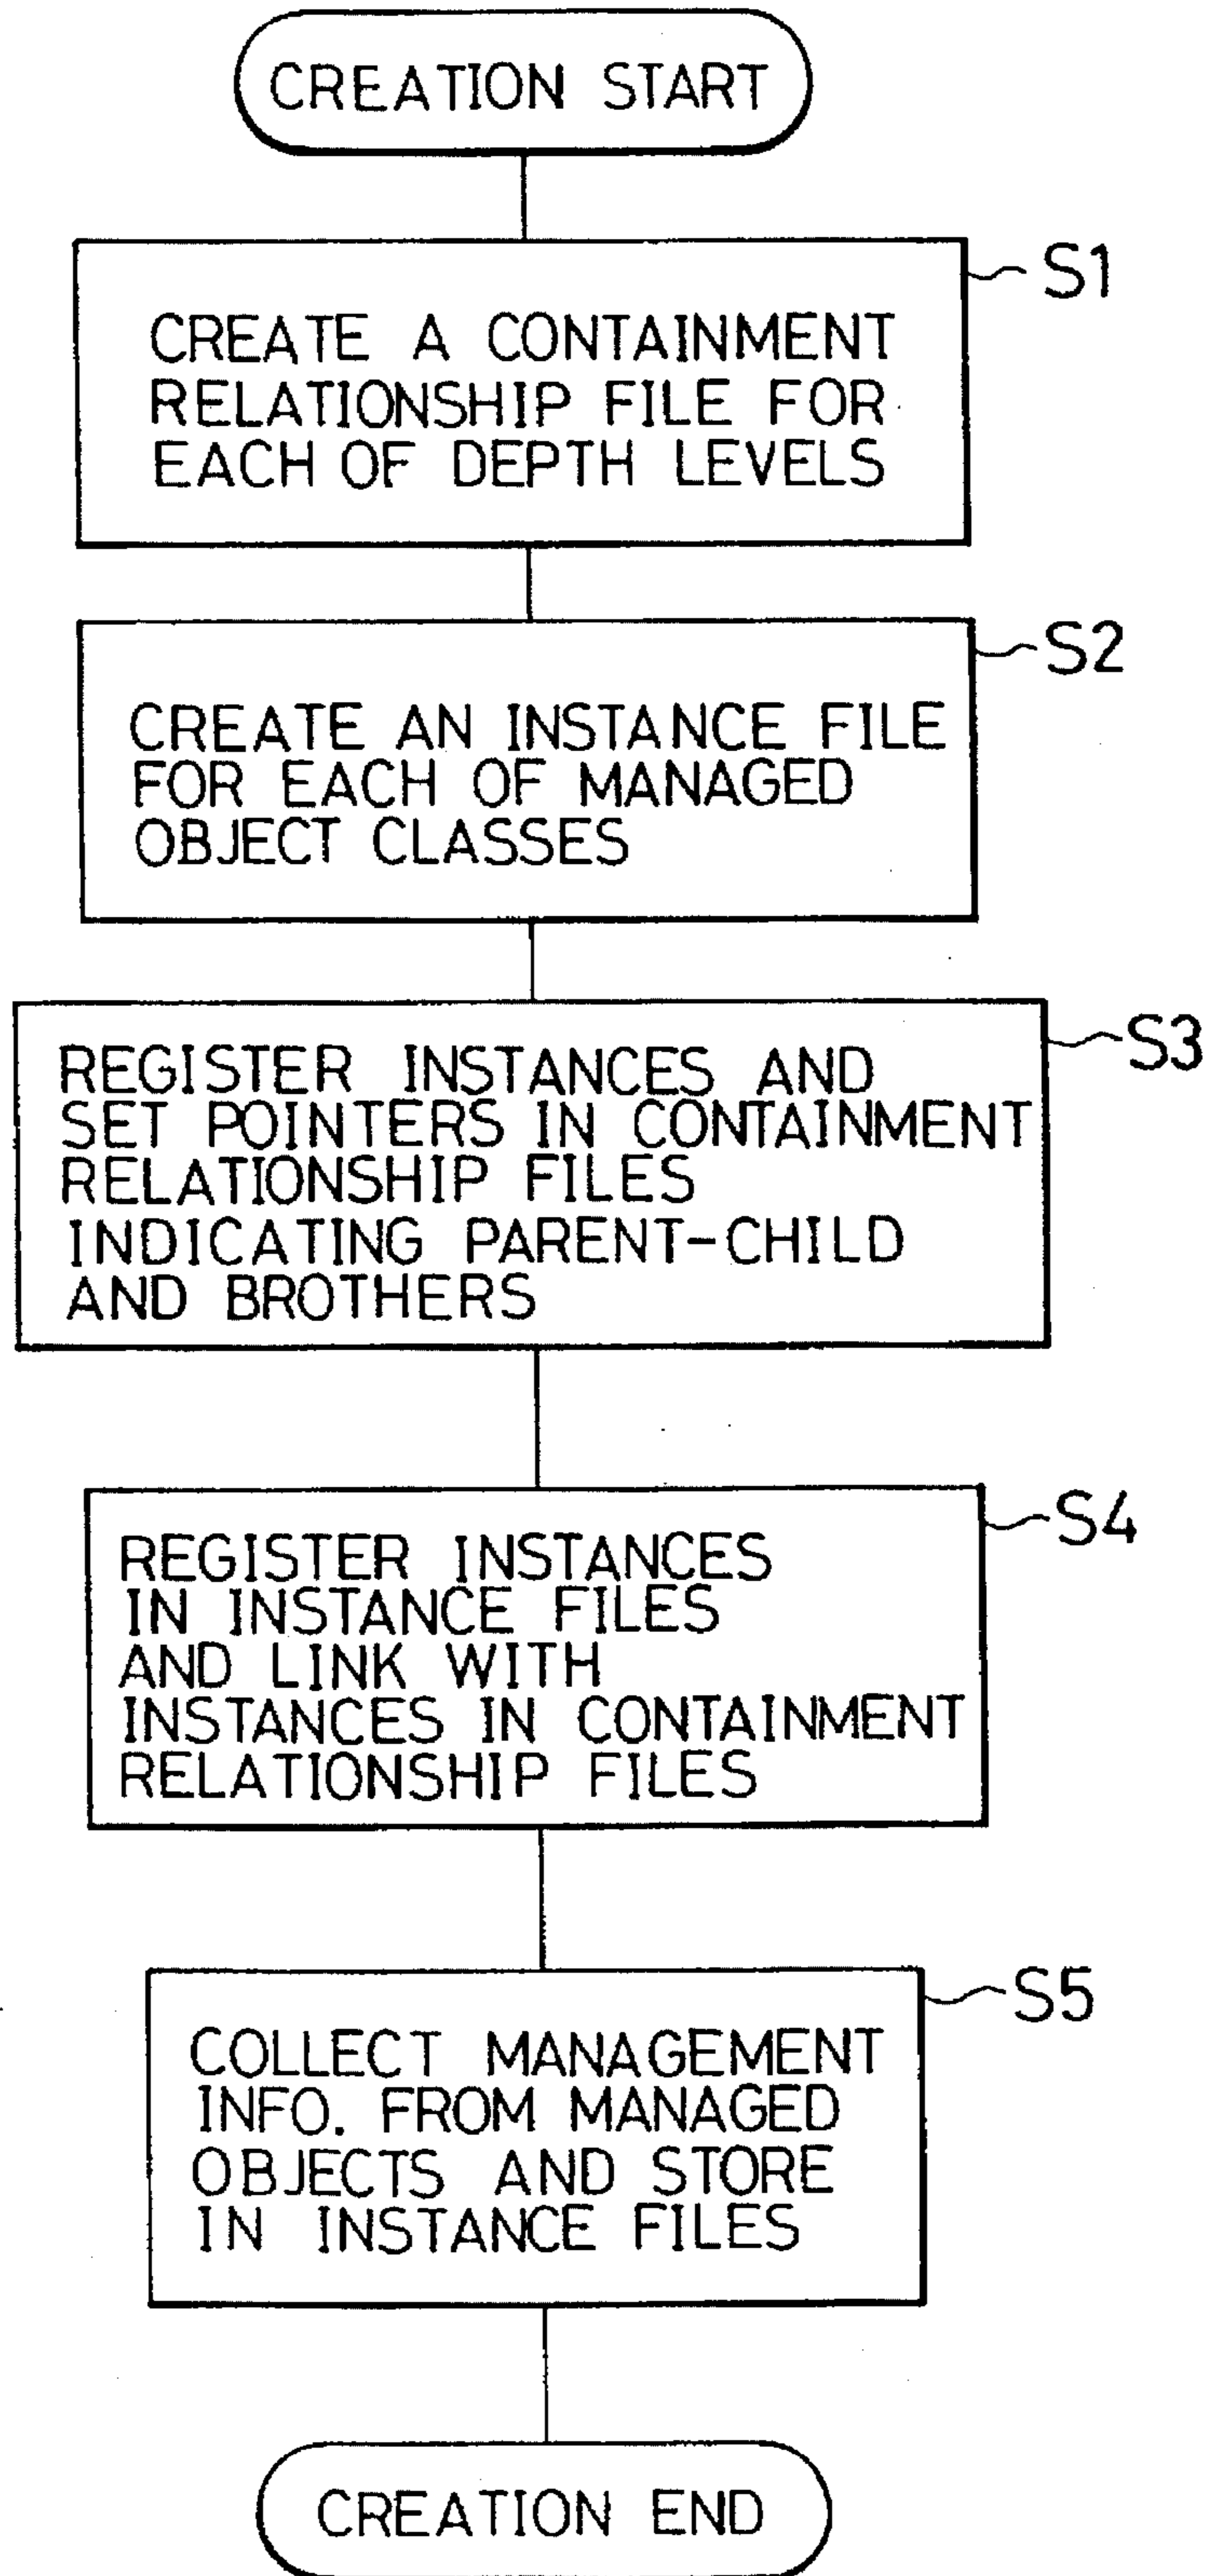 CREATION START
S1
CREATE A CONTAINMENT
RELATIONSHIP FILE FOR
EACH OF DEPTH LEVELS
S2
CREATE AN INSTANCE FILE
FOR EACH OF MANAGED
OBJECT CLASSES
S3
REGISTER INSTANCES AND
SET POINTERS IN CONTAINMENT
RELATIONSHIP FILES
INDICATING PARENT-CHILD
AND BROTHERS
S4
REGISTER INSTANCES
IN INSTANCE FILES
AND LINK WITH
INSTANCES IN CONTAINMENT
RELATIONSHIP FILES
S5
COLLECT MANAGEMENT
INFO. FROM MANAGED
OBJECTS AND STORE
IN INSTANCE FILES
CREATION END